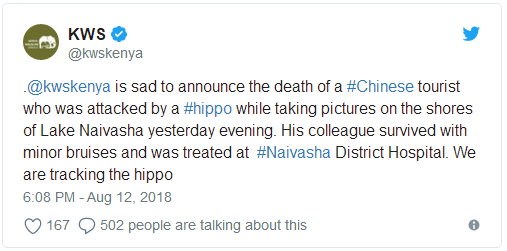 KWS
@kwskenya
.@kwskenya is sad to announce the death of a #Chinese tourist
who was attacked by a #hippo while taking pictures on the shores
of Lake Naivasha yesterday evening. His colleague survived with
minor bruises and was treated at #Naivasha District Hospital. We
are tracking the hippo
6:08 PM - Aug 12, 2018
167 502 people are talking about this